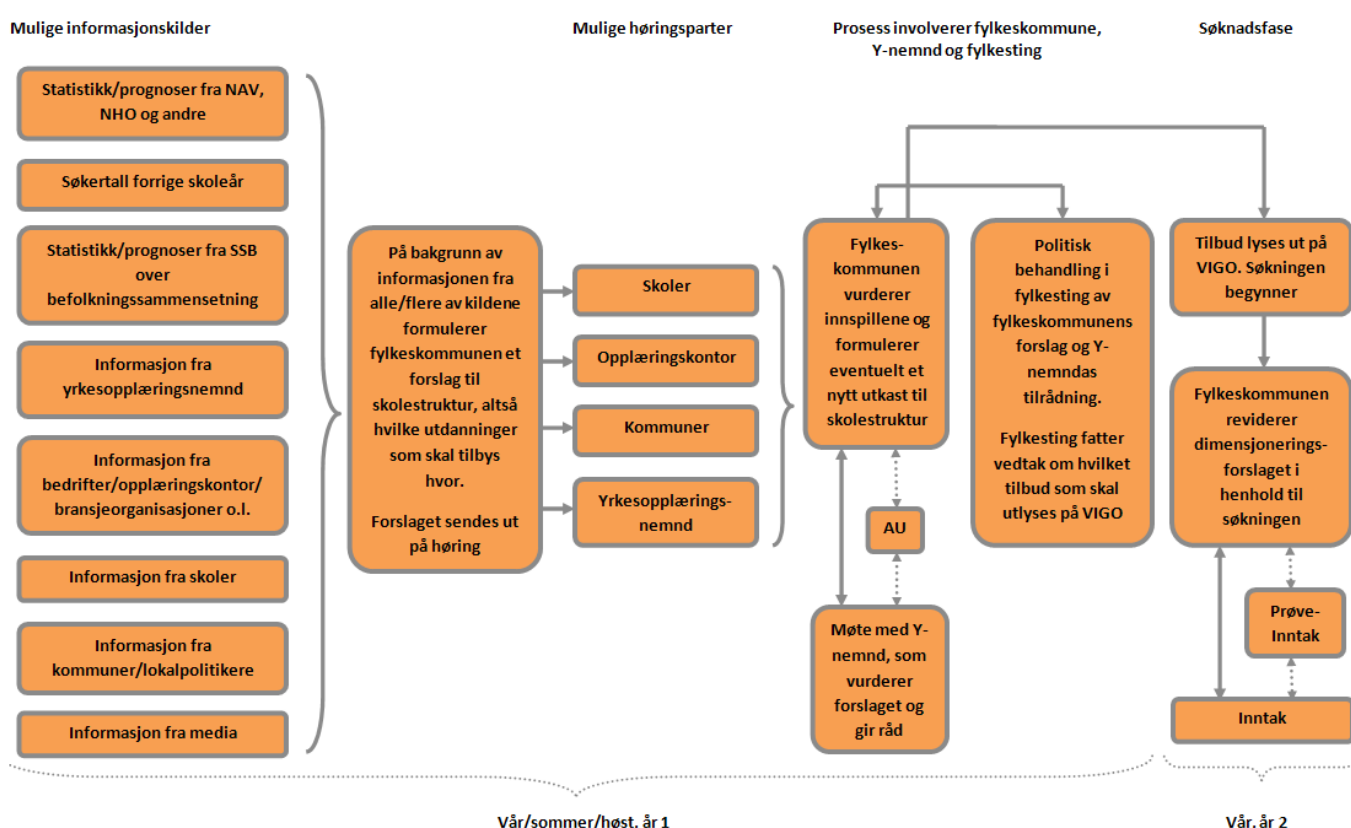 Mulige informasjonskilder
Statistikk/prognoser fra NAV,
NHO og andre
Søkertall forrige skoleår
Statistikk/prognoser fra SSB
over
befolkningssammensetning
Informasjon fra
yrkesopplæringsnemnd
Informasjon fra
bedrifter/opplæringskontor/
bransjeorganisasjoner o.l.
Informasjon fra skoler
Informasjon fra
kommuner/lokalpolitikere
Informasjon fra media
På bakgrunn av
informasjonen fra
alle/flere av kildene
formulerer
fylkeskommunen et
forslag til
skolestruktur, altså
hvilke utdanninger
som skal tilbys
hvor.
Forslaget sendes ut
på høring
Mulige høringsparter
Skoler
Opplæringskontor
Kommuner
Yrkesopplærings-
nemnd
Prosess involverer fylkeskommune,
Y-nemnd og fylkesting
Fylkes-
kommunen
vurderer
innspillene og
formulerer
eventuelt et
nytt utkast til
skolestruktur
AU
Møte med Y-
nemnd, som
vurderer
forslaget og
gir råd
Politisk
behandling i
fylkesting av
fylkeskommunens
forslag og Y-
nemndas
tilrådning.
Fylkesting fatter
vedtak om hvilket
tilbud som skal
utlyses på VIGO
Søknadsfase
Tilbud lyses ut på
VIGO. Søkningen
begynner
Fylkeskommunen
reviderer
dimensjonerings-
forslaget i
henhold til
søkningen
Prøve-
Inntak
Inntak
Vår/sommer/høst, år 1
Vår, år 2